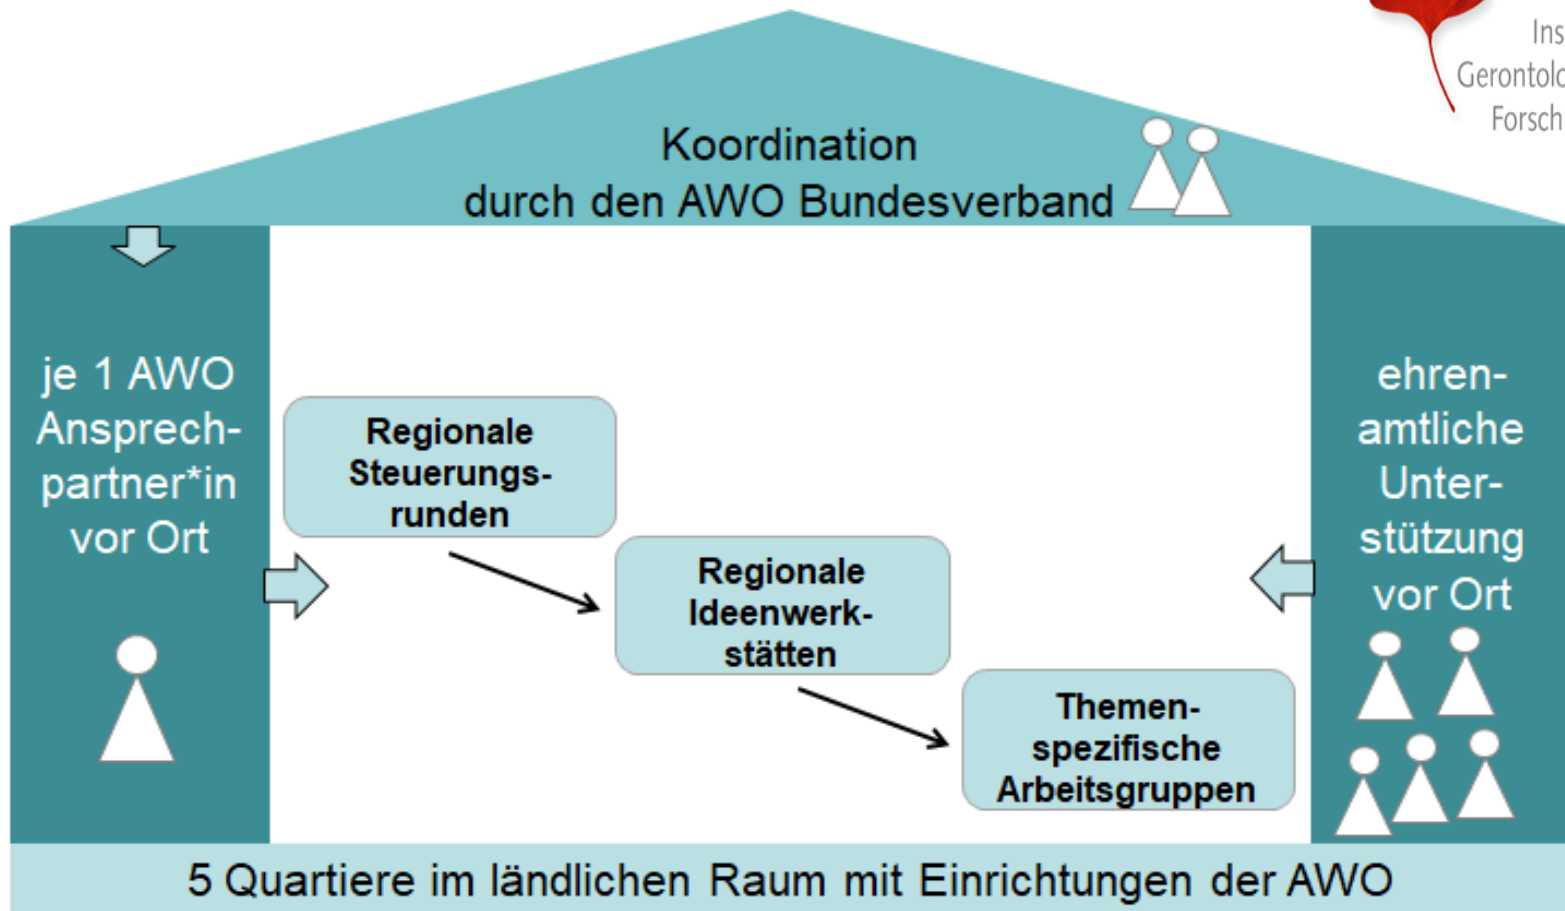 Koordination
durch den AWO Bundesverband
je 1 AWO
Ansprech-
partner*in
vor Ort
Regionale
Steuerungs-
runden
Regionale
Ideenwerk-
stätten
Themen-
spezifische
Arbeitsgruppen
ehren-
amtliche
Unter-
stützung
vor Ort
5 Quartiere im ländlichen Raum mit Einrichtungen der AWO